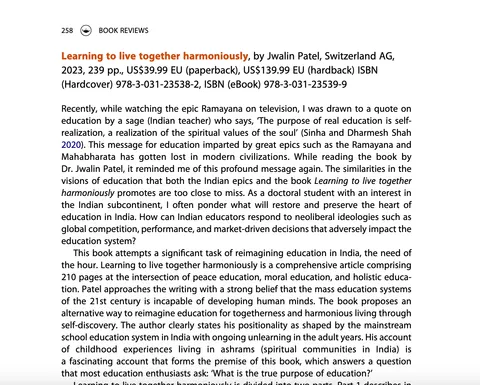 258 BOOK REVIEWS
Learning to live together harmoniously, by Jwalin Patel, Switzerland AG,
2023, 239 pp., US$39.99 EU (paperback), US$139.99 EU (hardback) ISBN
(Hardcover) 978-3-031-23538-2, ISBN (eBook) 978-3-031-23539-9
Recently, while watching the epic Ramayana on television, I was drawn to a quote on
education by a sage (Indian teacher) who says, ‘The purpose of real education is self-
realization, a realization of the spiritual values of the soul’ (Sinha and Dharmesh Shah
2020). This message for education imparted by great epics such as the Ramayana and
Mahabharata has gotten lost in modern civilizations. While reading the book by
Dr. Jwalin Patel, it reminded me of this profound message again. The similarities in the
visions of education that both the Indian epics and the book Learning to live together
harmoniously promotes are too close to miss. As a doctoral student with an interest in
the Indian subcontinent, I often ponder what will restore and preserve the heart of
education in India. How can Indian educators respond to neoliberal ideologies such as
global competition, performance, and market-driven decisions that adversely impact the
education system?
This book attempts a significant task of reimagining education in India, the need of
the hour. Learning to live together harmoniously is a comprehensive article comprising
210 pages at the intersection of peace education, moral education, and holistic educa-
tion. Patel approaches the writing with a strong belief that the mass education systems
of the 21st century is incapable of developing human minds. The book proposes an
alternative way to reimagine education for togetherness and harmonious living through
self-discovery. The author clearly states his positionality as shaped by the mainstream
school education system in India with ongoing unlearning in the adult years. His account
of childhood experiences living in ashrams (spiritual communities in India) is
a fascinating account that forms the premise of this book, which answers a question
that most education enthusiasts ask: ‘What is the true purpose of education?’
Learning to live together harmoniously is divided into two parts. Part 1 describes in